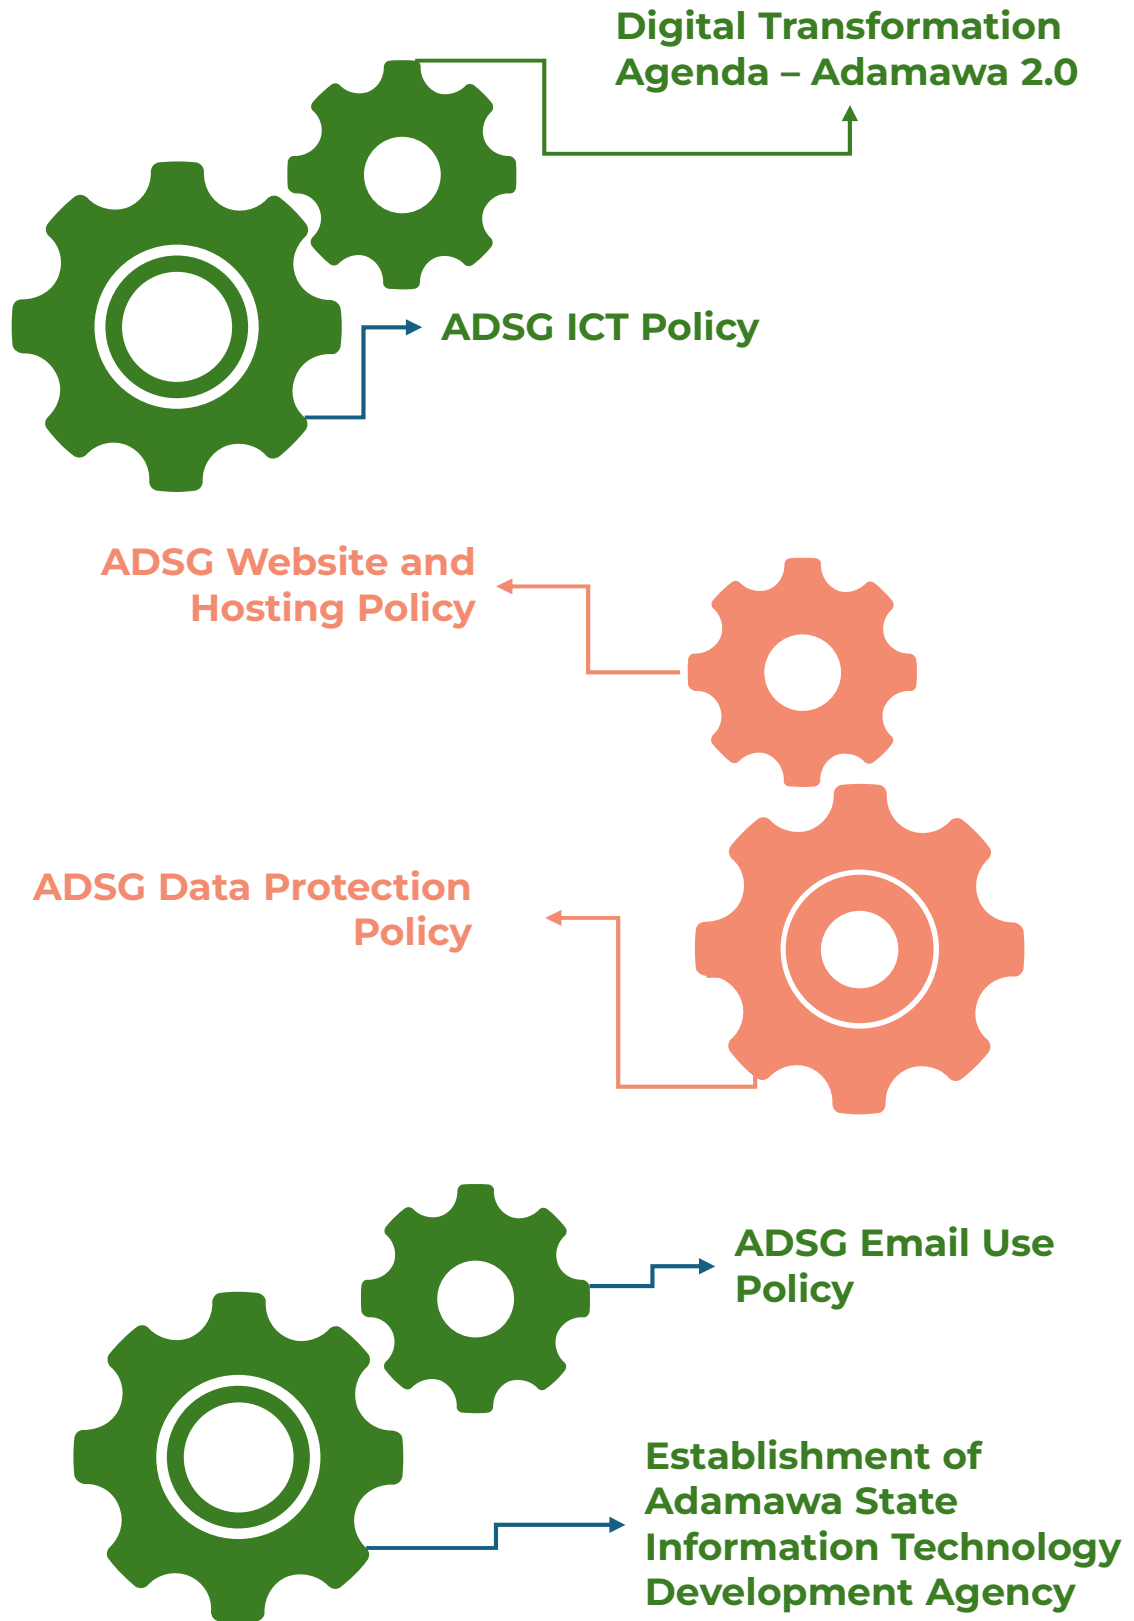 Digital Transformation
Agenda – Adamawa 2.0
ADSG ICT Policy
ADSG Website and
Hosting Policy
ADSG Data Protection
Policy
ADSG Email Use
Policy
Establishment of
Adamawa State
Information Technology
Development Agency